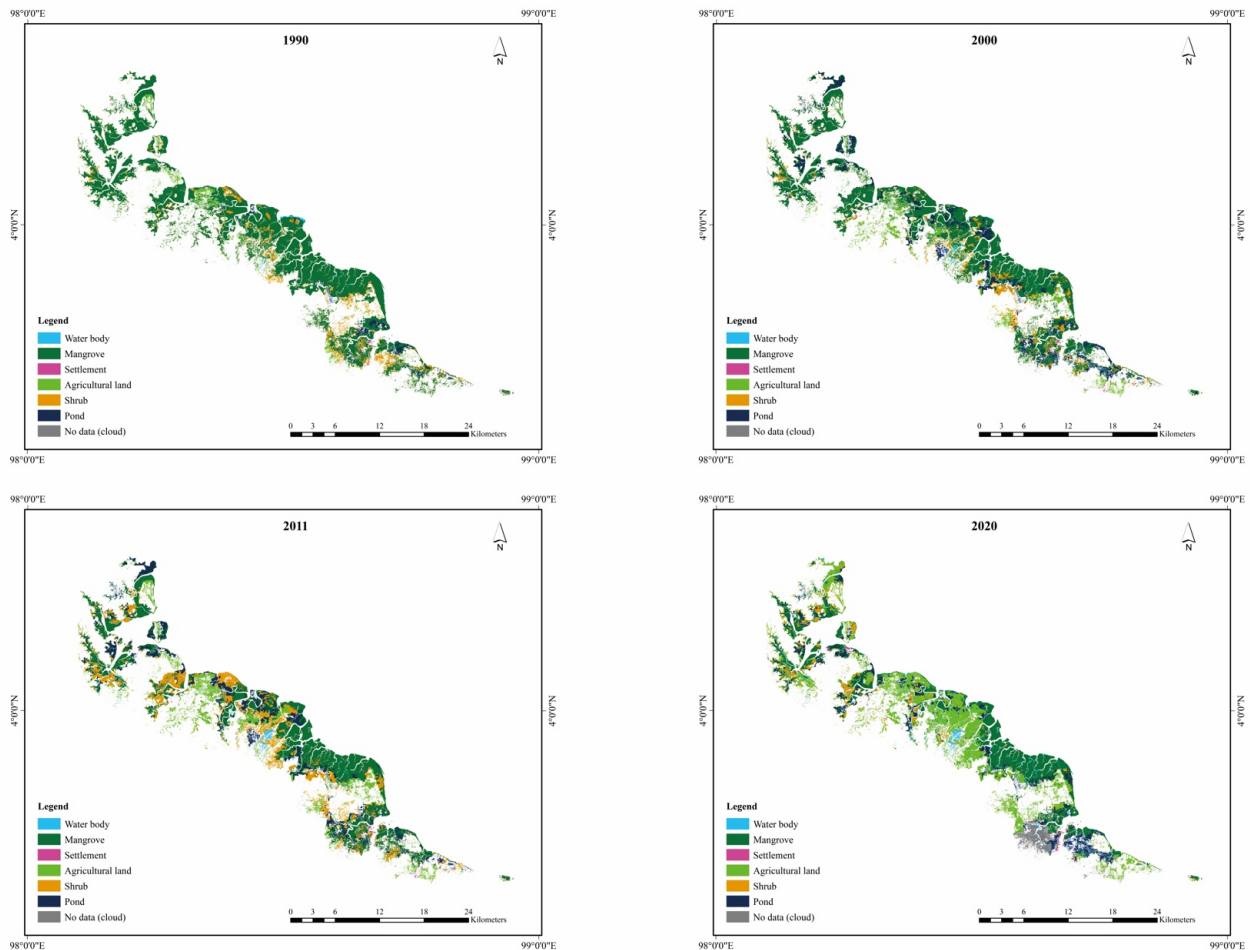 98°0'0"E 99°0'0"E
1990
N
4°0'0"N 4°0'0"N
Legend
Water body
Mangrove
Settlement
Agricultural land
Shrub
Pond
No data (cloud)
0 3 6 12 18 24
Kilometers
98°0'0"E 99°0'0"E
98°0'0"E 99°0'0"E
2000
N
4°0'0"N 4°0'0"N
Legend
Water body
Mangrove
Settlement
Agricultural land
Shrub
Pond
No data (cloud)
0 3 6 12 18 24
Kilometers
98°0'0"E 99°0'0"E
98°0'0"E 99°0'0"E
2011
N
4°0'0"N 4°0'0"N
Legend
Water body
Mangrove
Settlement
Agricultural land
Shrub
Pond
No data (cloud)
0 3 6 12 18 24
Kilometers
98°0'0"E 99°0'0"E
98°0'0"E 99°0'0"E
2020
N
4°0'0"N 4°0'0"N
Legend
Water body
Mangrove
Settlement
Agricultural land
Shrub
Pond
No data (cloud)
0 3 6 12 18 24
Kilometers
98°0'0"E 99°0'0"E